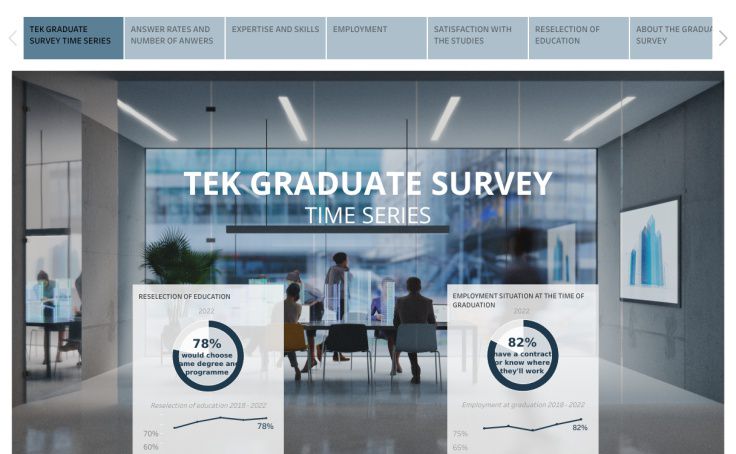 TEK GRADUATE
SURVEY TIME SERIES
ANSWER RATES AND
NUMBER OF ANWERS
EXPERTISE AND SKILLS
EMPLOYMENT
SATISFACTION WITH
THE STUDIES
RESELECTION OF
EDUCATION
ABOUT THE GRADUA
SURVEY
TEK GRADUATE SURVEY
TIME SERIES
RESELECTION OF EDUCATION
2022
78%
would choose
ame degree and
programme
Reselection of education 2018 - 2022
78%
70%
60%
EMPLOYMENT SITUATION AT THE TIME OF
GRADUATION
2022
82%
have a contract
or know where
they'll work
Employment at graduation 2018 - 2022
82%
75%
65%